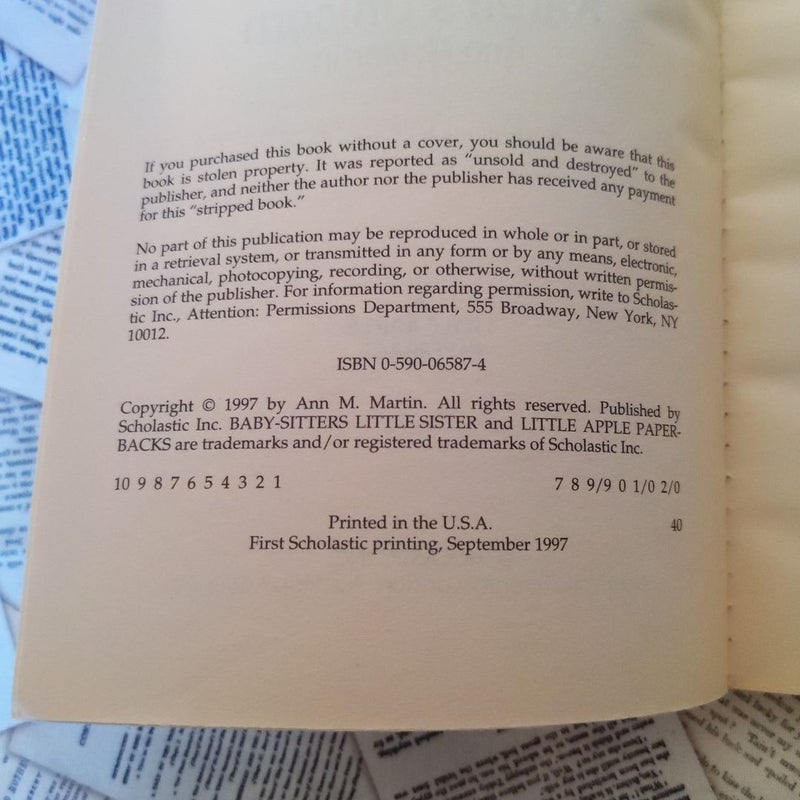 If you purchased this book without a cover, you should be aware that this
book is stolen property. It was reported as "unsold and destroyed" to the
publisher, and neither the author nor the publisher has received any payment
for this "stripped book."
No part of this publication may be reproduced in whole or in part, or stored
in a retrieval system, or transmitted in any form or by any means, electronic,
mechanical, photocopying, recording, or otherwise, without written permis-
sion of the publisher. For information regarding permission, write to Scholas-
tic Inc., Attention: Permissions Department, 555 Broadway, New York, NY
10012.
ISBN 0-590-06587-4
Copyright © 1997 by Ann M. Martin. All rights reserved. Published by
Scholastic Inc. BABY-SITTERS LITTLE SISTER and LITTLE APPLE PAPER-
BACKS are trademarks and/or registered trademarks of Scholastic Inc.
10 9 8 7 6 5 4 3 2 1 7 8 9/9 0 1/0 2/0
Printed in the U.S.A. 40
First Scholastic printing, September 1997